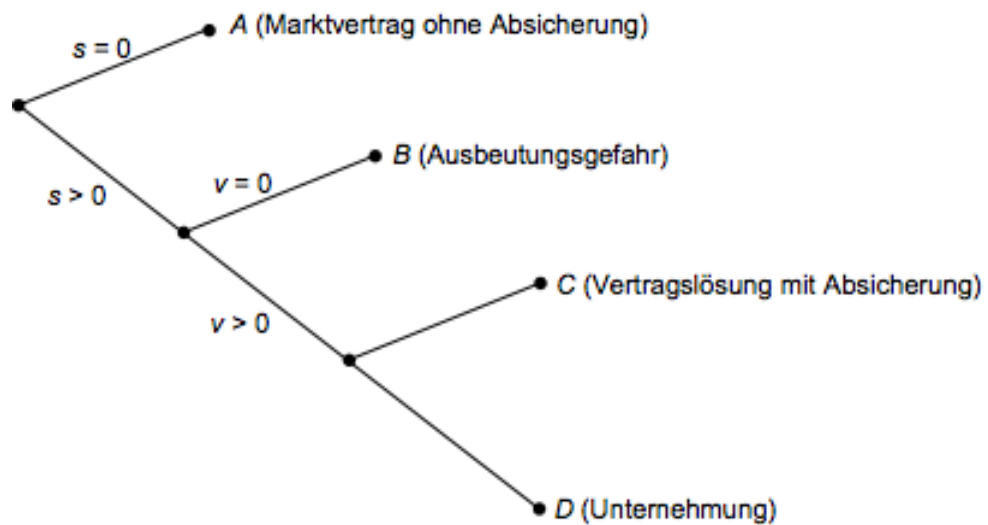 A (Marktvertrag ohne Absicherung)
s = 0
B (Ausbeutungsgefahr)
v = 0
s > 0
C (Vertragslösung mit Absicherung)
v > 0
D (Unternehmung)